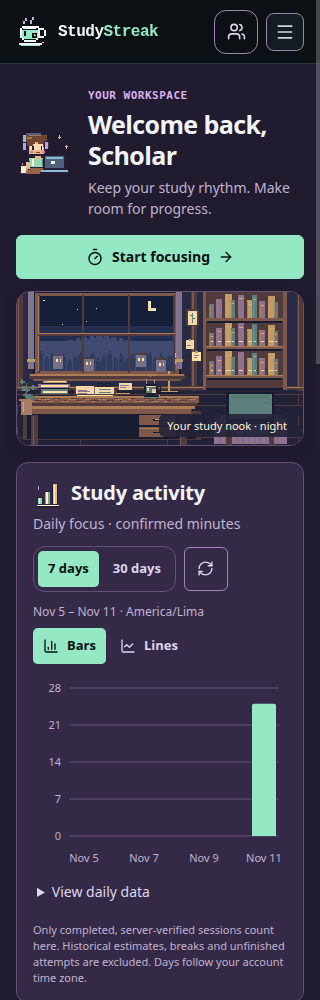 StudyStreak
YOUR WORKSPACE
Welcome back,
Scholar
Keep your study rhythm. Make
room for progress.
Start focusing →
Your study nook · night
Study activity
Daily focus · confirmed minutes
7 days 30 days
Nov 5 – Nov 11 · America/Lima
Bars Lines
28
21
14
7
0
Nov 5 Nov 7 Nov 9 Nov 11
View daily data
Only completed, server-verified sessions count
here. Historical estimates, breaks and unfinished
attempts are excluded. Days follow your account
time zone.